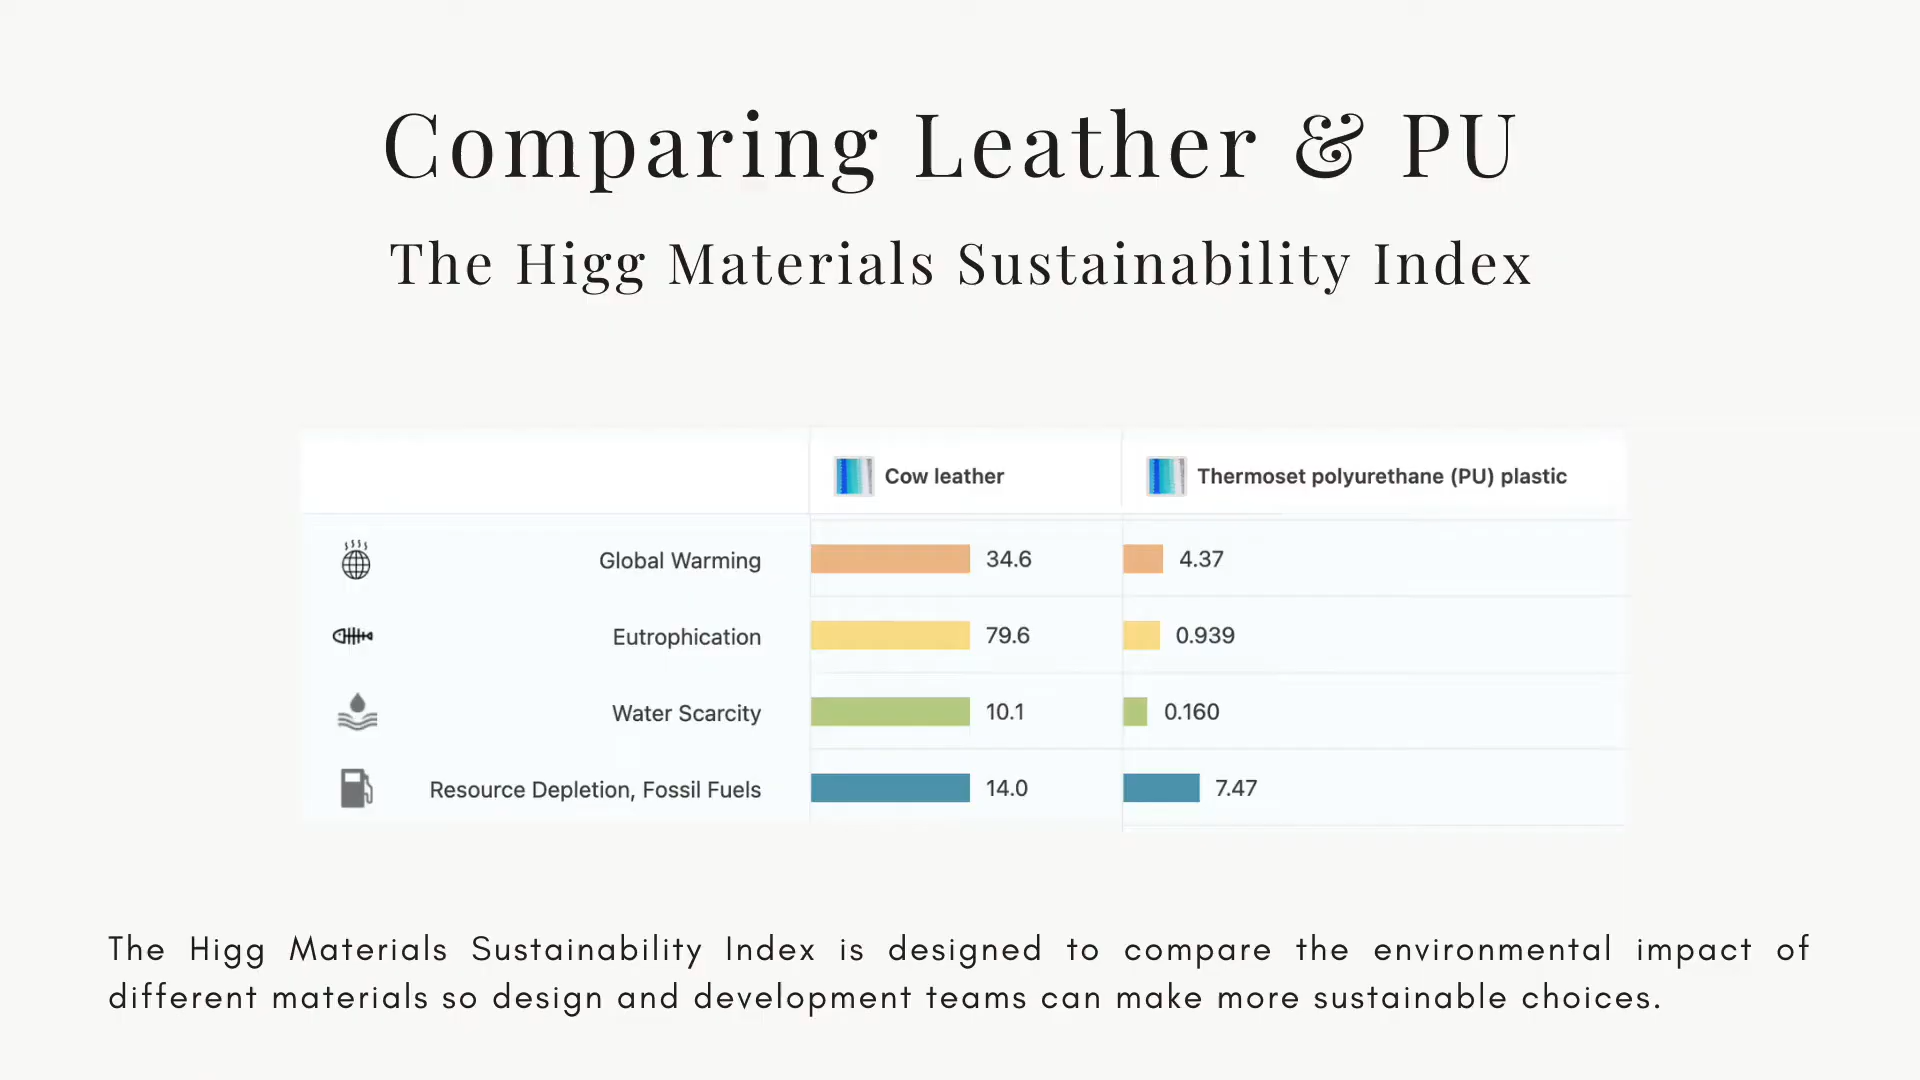 Comparing Leather & PU
The Higg Materials Sustainability Index
Cow leather Thermoset polyurethane (PU) plastic
Global Warming 34.6 4.37
Eutrophication 79.6 0.939
Water Scarcity 10.1 0.160
Resource Depletion, Fossil Fuels 14.0 7.47
The Higg Materials Sustainability Index is designed to compare the environmental impact of
different materials so design and development teams can make more sustainable choices.